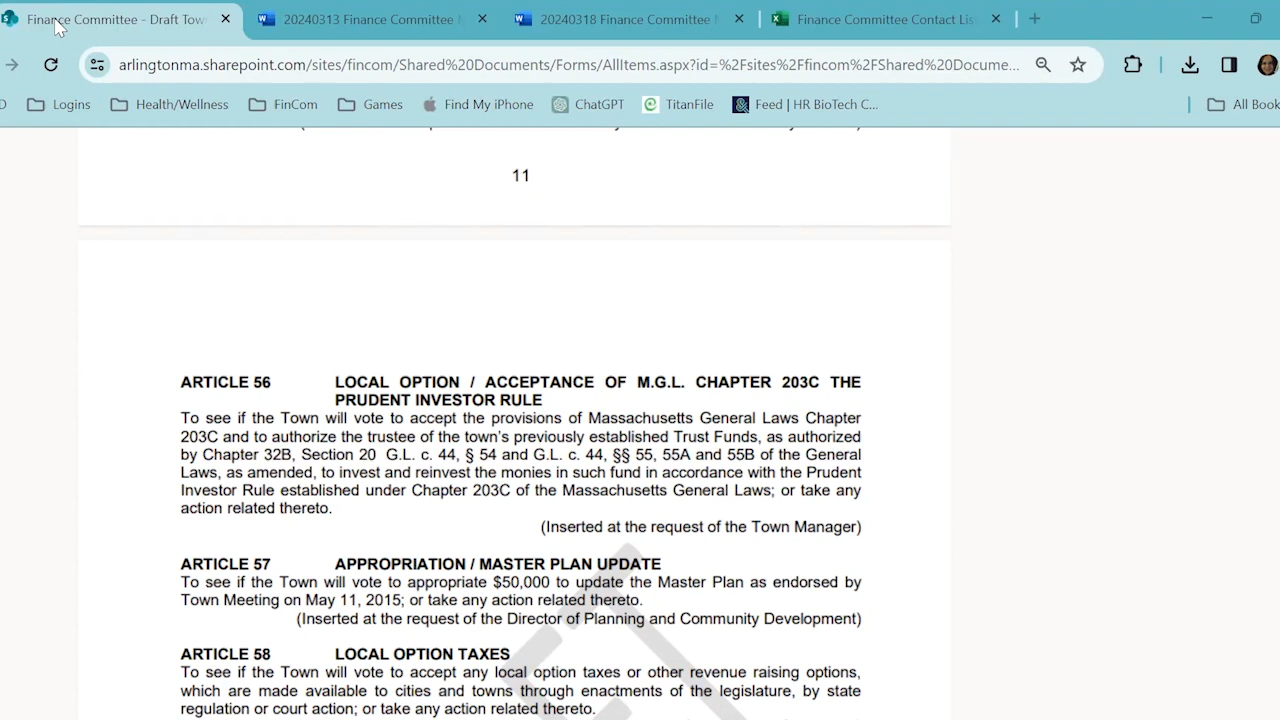 Finance Committee - Draft Tow
20240313 Finance Committee
20240318 Finance Committee
Finance Committee Contact Lis
arlingtonma.sharepoint.com/sites/fincom/Shared%20Documents/Forms/AllItems.aspx?id=%2Fsites%2Ffincom%2FShared%20Docume...
Logins
Health/Wellness
FinCom
Games
Find My iPhone
ChatGPT
TitanFile
Feed | HR BioTech C...
All Book
11
ARTICLE 56 LOCAL OPTION / ACCEPTANCE OF M.G.L. CHAPTER 203C THE
PRUDENT INVESTOR RULE
To see if the Town will vote to accept the provisions of Massachusetts General Laws Chapter
203C and to authorize the trustee of the town's previously established Trust Funds, as authorized
by Chapter 32B, Section 20 G.L. c. 44, § 54 and G.L. c. 44, §§ 55, 55A and 55B of the General
Laws, as amended, to invest and reinvest the monies in such fund in accordance with the Prudent
Investor Rule established under Chapter 203C of the Massachusetts General Laws; or take any
action related thereto.
(Inserted at the request of the Town Manager)
ARTICLE 57 APPROPRIATION / MASTER PLAN UPDATE
To see if the Town will vote to appropriate $50,000 to update the Master Plan as endorsed by
Town Meeting on May 11, 2015; or take any action related thereto.
(Inserted at the request of the Director of Planning and Community Development)
ARTICLE 58 LOCAL OPTION TAXES
To see if the Town will vote to accept any local option taxes or other revenue raising options,
which are made available to cities and towns through enactments of the legislature, by state
regulation or court action; or take any action related thereto.